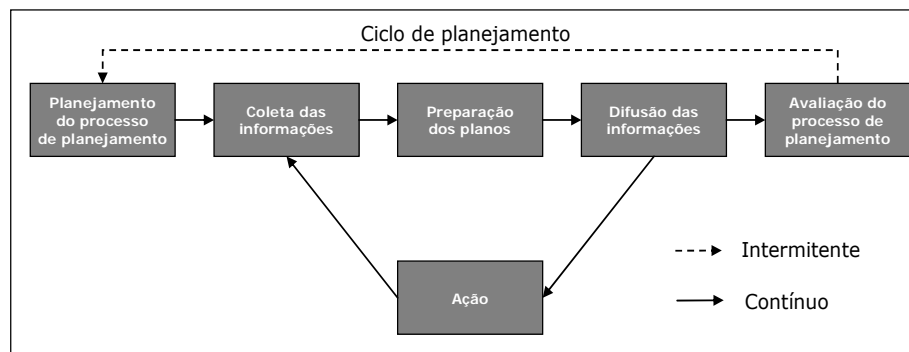 Ciclo de planejamento
Planejamento
do processo
de planejamento
Coleta das
informações
Preparação
dos planos
Difusão das
informações
Avaliação do
processo de
planejamento
Ação
Intermitente
Contínuo